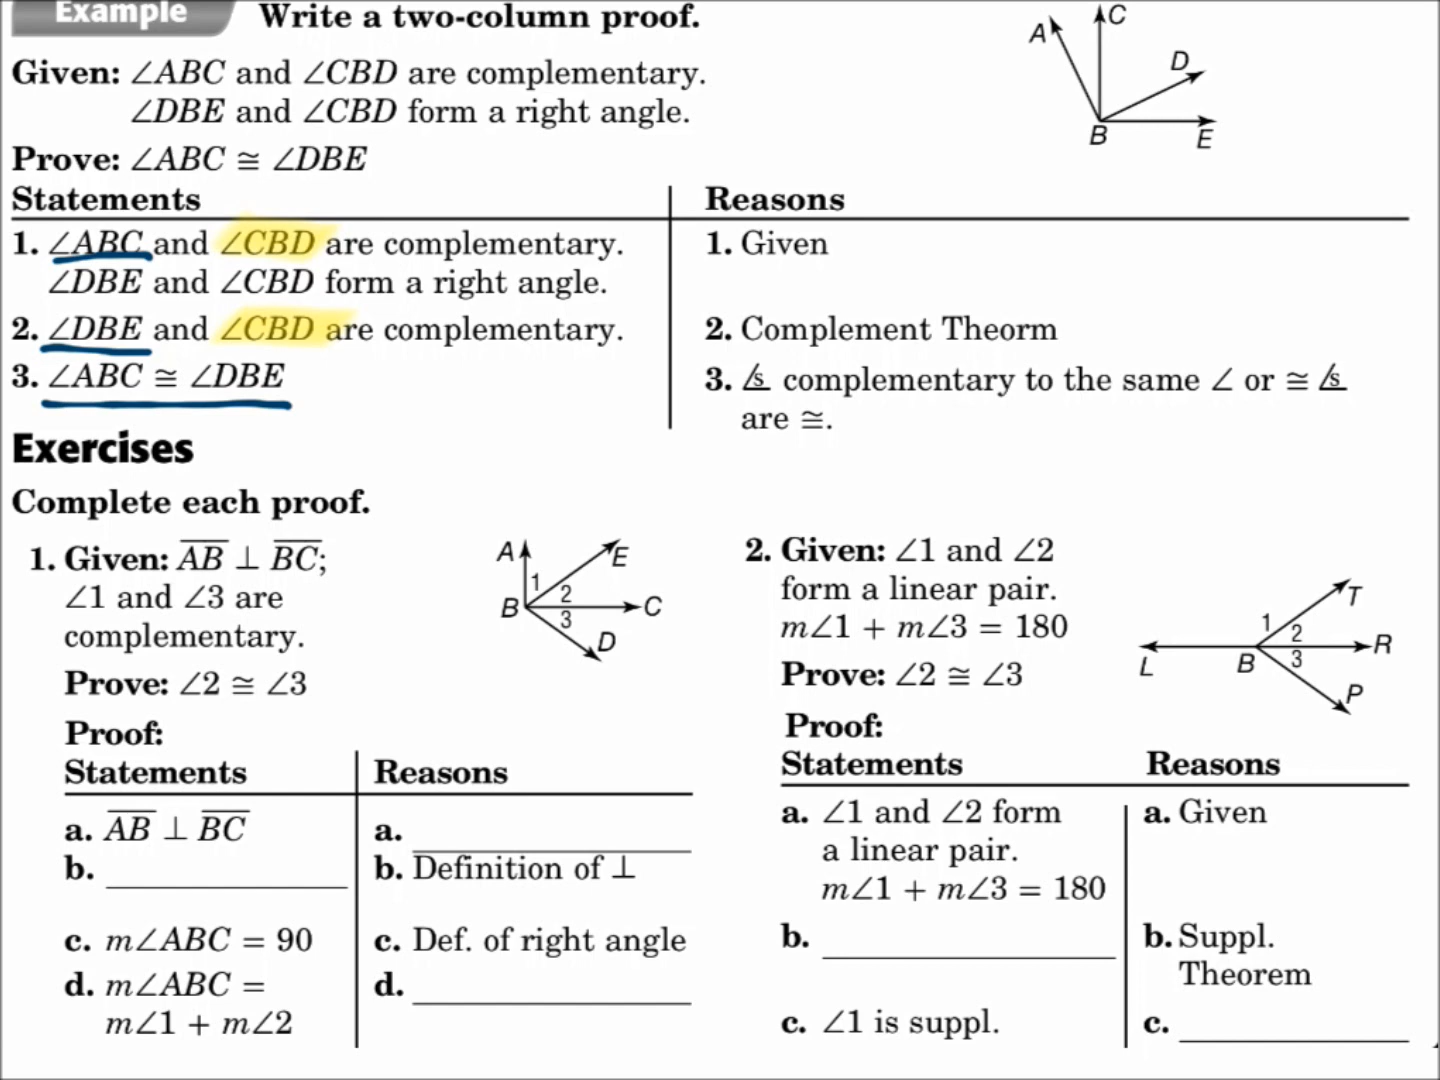 Example Write a two-column proof.
Given: ∠ABC and ∠CBD are complementary.
∠DBE and ∠CBD form a right angle.
Prove: ∠ABC ≅ ∠DBE
A C D B E
Statements Reasons
1. ∠ABC and ∠CBD are complementary. 1. Given
∠DBE and ∠CBD form a right angle.
2. ∠DBE and ∠CBD are complementary. 2. Complement Theorm
3. ∠ABC ≅ ∠DBE 3. ∠s complementary to the same ∠ or ≅ ∠s
are ≅.
Exercises
Complete each proof.
1. Given: A̅B̅ ⊥ B̅C̅;
∠1 and ∠3 are
complementary.
Prove: ∠2 ≅ ∠3
A E 1 2 B C 3 D
Proof:
Statements Reasons
a. A̅B̅ ⊥ B̅C̅ a.
b. b. Definition of ⊥
c. m∠ABC = 90 c. Def. of right angle
d. m∠ABC = d.
m∠1 + m∠2
2. Given: ∠1 and ∠2
form a linear pair.
m∠1 + m∠3 = 180
Prove: ∠2 ≅ ∠3
T 1 2 R L B 3 P
Proof:
Statements Reasons
a. ∠1 and ∠2 form a. Given
a linear pair.
m∠1 + m∠3 = 180
b. b. Suppl.
Theorem
c. ∠1 is suppl. c.